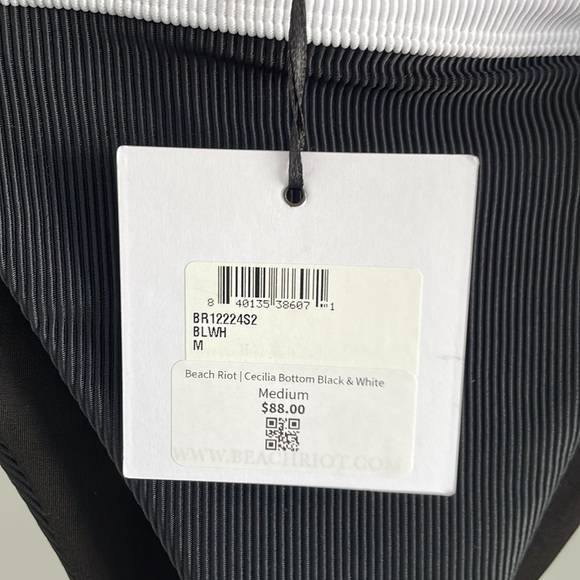 8 40135 38607 1
BR12224S2
BLWH
M
Beach Riot | Cecilia Bottom Black & White
Medium
$88.00
WWW.BEACHRIOT.COM